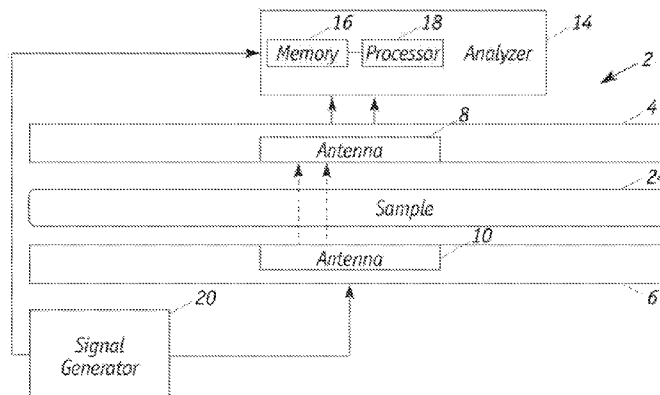 16 18 14
Memory Processor Analyzer
2
4
8
Antenna
24
Sample
10
Antenna
20
6
Signal
Generator